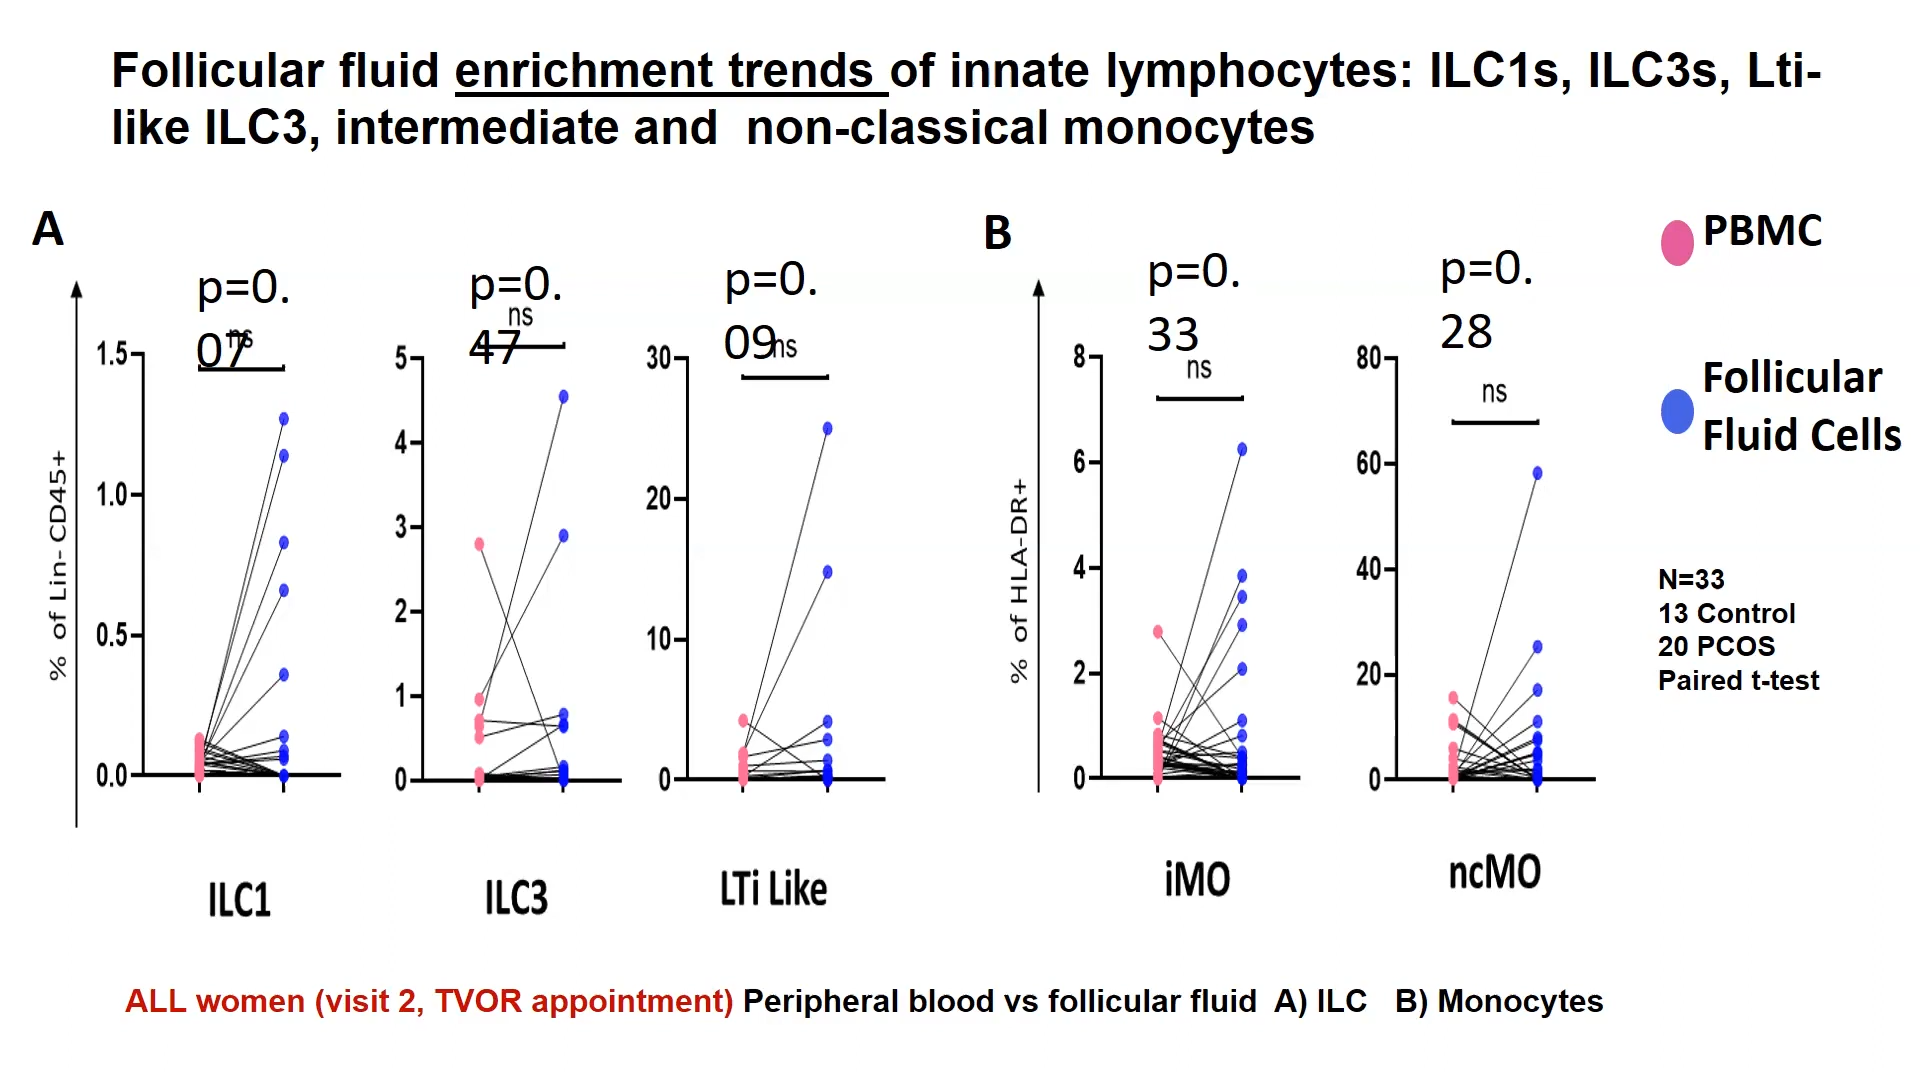 Follicular fluid enrichment trends of innate lymphocytes: ILC1s, ILC3s, Lti-
like ILC3, intermediate and  non-classical monocytes
A
p=0.
07
ns
% of Lin- CD45+
1.5
1.0
0.5
0.0
ILC1
p=0.
47
ns
5
4
3
2
1
0
ILC3
p=0.
09
ns
30
20
10
0
LTi Like
B
p=0.
33
ns
% of HLA-DR+
8
6
4
2
0
iMO
p=0.
28
ns
80
60
40
20
0
ncMO
PBMC
Follicular
Fluid Cells
N=33
13 Control
20 PCOS
Paired t-test
ALL women (visit 2, TVOR appointment) Peripheral blood vs follicular fluid  A) ILC   B) Monocytes